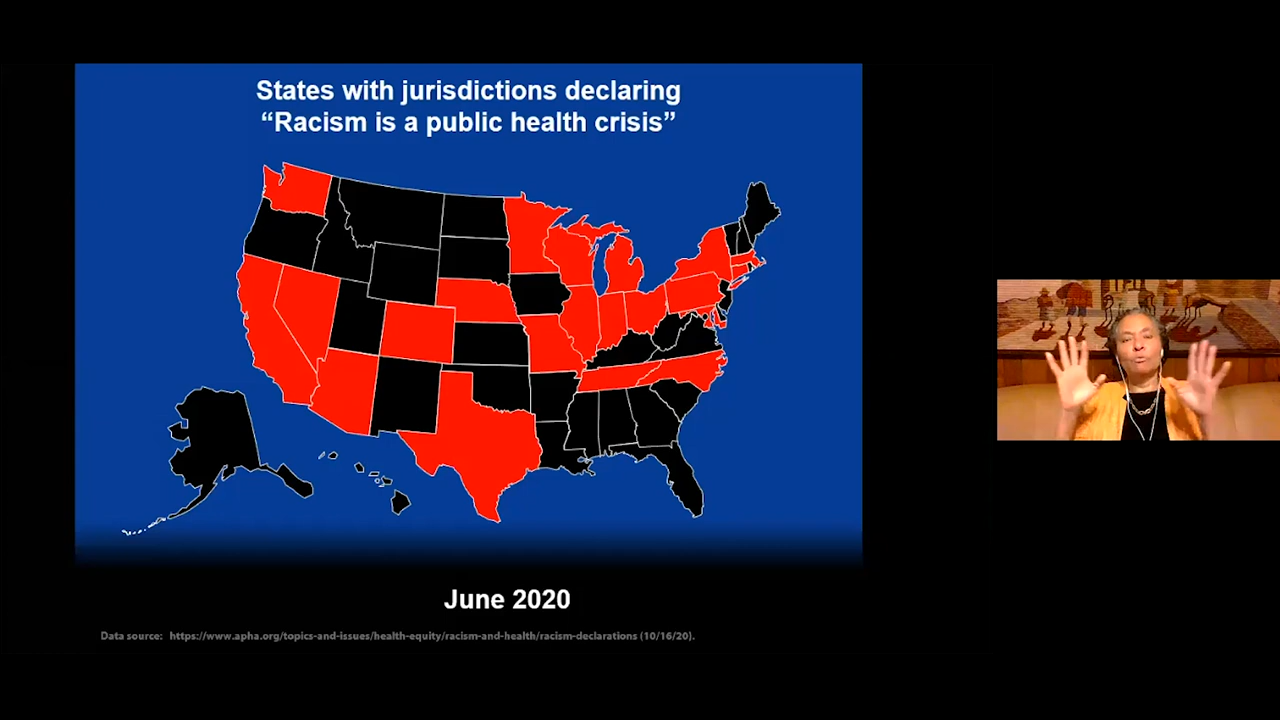 States with jurisdictions declaring
“Racism is a public health crisis”
June 2020
Data source: https://www.apha.org/topics-and-issues/health-equity/racism-and-health/racism-declarations (10/16/20).